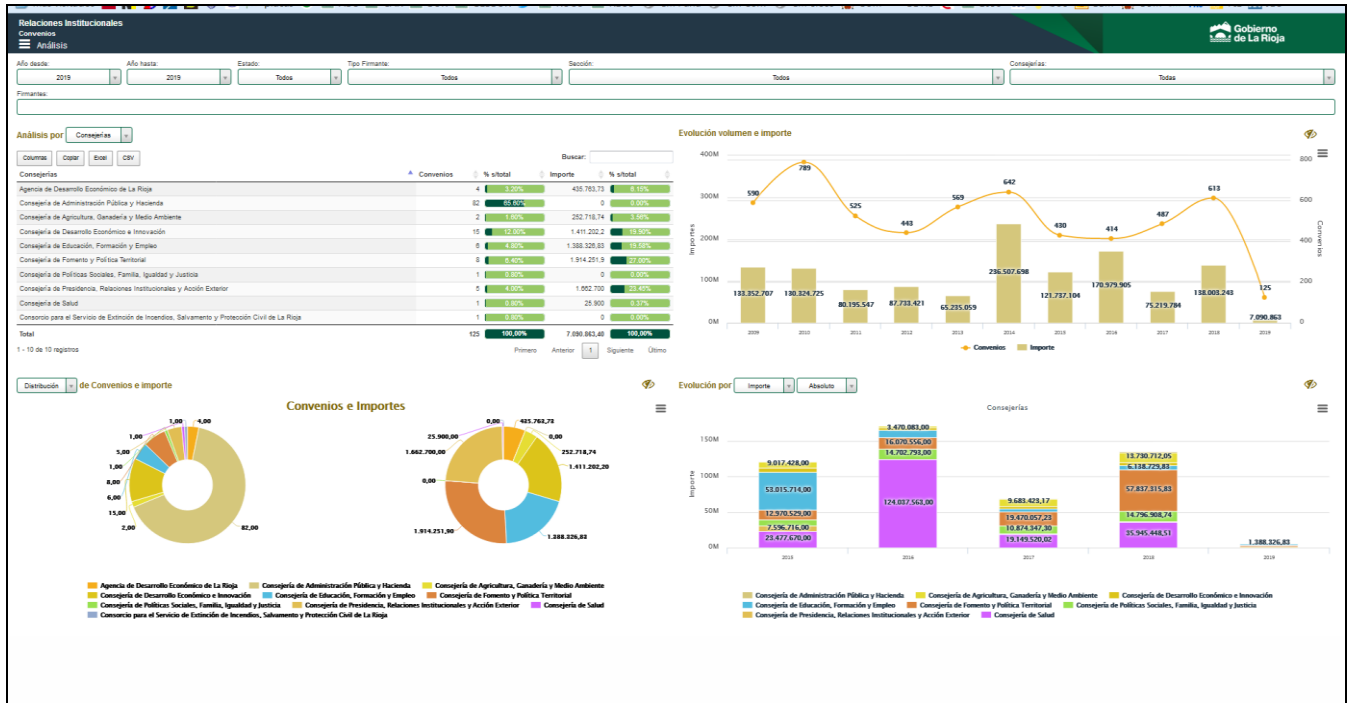 Relaciones Institucionales
Convenios
Análisis
Gobierno
de La Rioja
Año desde: Año hasta: Estado: Tipo Firmante: Sección: Consejerías:
2019 2019 Todos Todos Todos Todas
Firmantes:
Análisis por Consejerías
Columnas Copiar Excel CSV Buscar:
Consejerías Convenios % s/total Importe % s/total
Agencia de Desarrollo Económico de La Rioja 4 3.20% 435.763,73 6.15%
Consejería de Administración Pública y Hacienda 82 65.60% 0 0.00%
Consejería de Agricultura, Ganadería y Medio Ambiente 2 1.60% 252.718,74 3.56%
Consejería de Desarrollo Económico e Innovación 15 12.00% 1.411.202,2 19.90%
Consejería de Educación, Formación y Empleo 6 4.80% 1.388.326,83 19.58%
Consejería de Fomento y Política Territorial 8 6.40% 1.914.251,9 27.00%
Consejería de Políticas Sociales, Familia, Igualdad y Justicia 1 0.80% 0 0.00%
Consejería de Presidencia, Relaciones Institucionales y Acción Exterior 5 4.00% 1.662.700 23.45%
Consejería de Salud 1 0.80% 25.900 0.37%
Consorcio para el Servicio de Extinción de Incendios, Salvamento y Protección Civil de La Rioja 1 0.80% 0 0.00%
Total 125 100,00% 7.090.863,40 100,00%
1 - 10 de 10 registros Primero Anterior 1 Siguiente Último
Evolución volumen e importe
400M 800
789
590 642 613
300M 569 600
525 487
443 430 414
200M 400
236.507.698
170.979.905
100M 133.352.707 130.324.725 121.737.104 138.003.243 125 200
80.195.547 87.733.421 65.235.059 75.219.784
7.090.863
0M 0
Importes
Convenios
2009 2010 2011 2012 2013 2014 2015 2016 2017 2018 2019
Convenios Importe
Distribución de Convenios e importe
Convenios e Importes
1,00 4,00
1,00
5,00
1,00
8,00
6,00
15,00
2,00 82,00
0,00 435.763,73
25.900,00 0,00
1.662.700,00 252.718,74
1.411.202,20
0,00
1.914.251,90 1.388.326,83
Agencia de Desarrollo Económico de La Rioja Consejería de Administración Pública y Hacienda Consejería de Agricultura, Ganadería y Medio Ambiente
Consejería de Desarrollo Económico e Innovación Consejería de Educación, Formación y Empleo Consejería de Fomento y Política Territorial
Consejería de Políticas Sociales, Familia, Igualdad y Justicia Consejería de Presidencia, Relaciones Institucionales y Acción Exterior Consejería de Salud
Consorcio para el Servicio de Extinción de Incendios, Salvamento y Protección Civil de La Rioja
Evolución por Importe Absoluto
Consejerías
Importe
150M
100M
50M
0M
9.017.428,00
53.015.714,00
12.970.529,00
7.596.716,00
23.477.670,00
3.470.083,00
16.070.556,00
14.702.793,00
124.037.563,00
9.683.423,17
19.470.057,23
10.874.347,30
19.149.520,02
13.730.712,05
6.138.729,83
57.837.315,83
14.796.908,74
35.945.448,51
1.388.326,83
2015 2016 2017 2018 2019
Consejería de Administración Pública y Hacienda Consejería de Agricultura, Ganadería y Medio Ambiente Consejería de Desarrollo Económico e Innovación
Consejería de Educación, Formación y Empleo Consejería de Fomento y Política Territorial Consejería de Políticas Sociales, Familia, Igualdad y Justicia
Consejería de Presidencia, Relaciones Institucionales y Acción Exterior Consejería de Salud